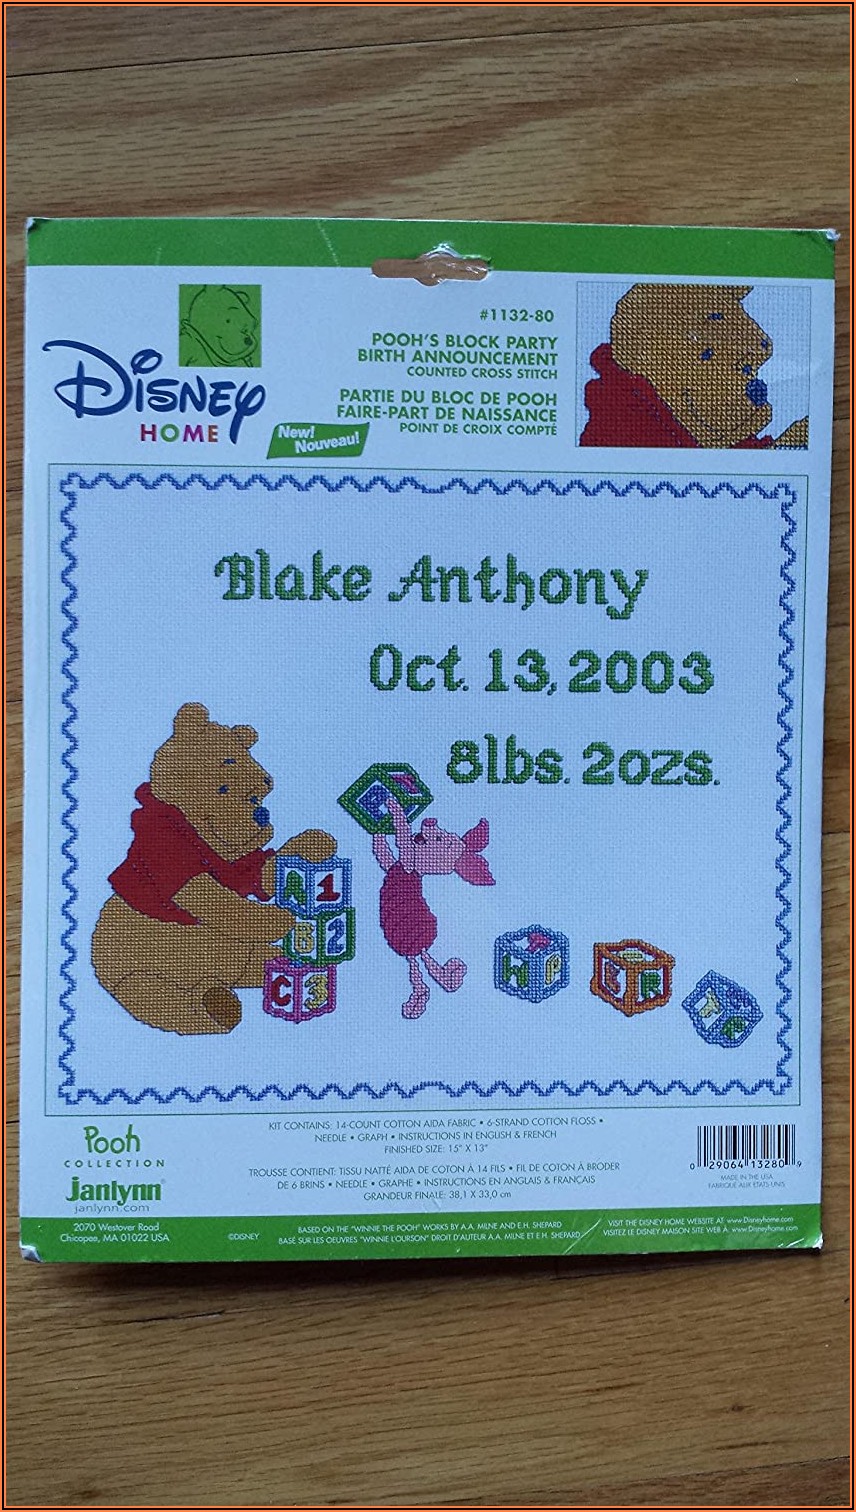 #1132-80
POOH'S BLOCK PARTY
BIRTH ANNOUNCEMENT
COUNTED CROSS STITCH
PARTIE DU BLOC DE POOH
FAIRE-PART DE NAISSANCE
POINT DE CROIX COMPTÉ
Disney
HOME
New!
Nouveau!
Blake Anthony
Oct. 13, 2003
8lbs. 2ozs.
A 1
B 2
C 3
B
W P
E R
T R
KIT CONTAINS: 14-COUNT COTTON AIDA FABRIC • 6-STRAND COTTON FLOSS •
NEEDLE • GRAPH • INSTRUCTIONS IN ENGLISH & FRENCH
FINISHED SIZE: 15" X 13"
TROUSSE CONTIENT: TISSU NATTÉ AIDA DE COTON À 14 FILS • FIL DE COTON À BRODER
DE 6 BRINS • NEEDLE • GRAPHE • INSTRUCTIONS EN ANGLAIS & FRANÇAIS
GRANDEUR FINALE: 38,1 X 33,0 cm
Pooh
COLLECTION
Janlynn®
janlynn.com
0 29064 13280 9
MADE IN THE USA
FABRIQUÉ AUX ÉTATS-UNIS
2070 Westover Road
Chicopee, MA 01022 USA
©DISNEY
BASED ON THE "WINNIE THE POOH" WORKS BY A.A. MILNE AND E.H. SHEPARD
BASÉ SUR LES OEUVRES "WINNIE L'OURSON" DROIT D'AUTEUR A.A. MILNE ET E.H. SHEPARD
VISIT THE DISNEY HOME WEBSITE AT www.Disneyhome.com
VISITEZ LE DISNEY MAISON SITE WEB À www.Disneyhome.com